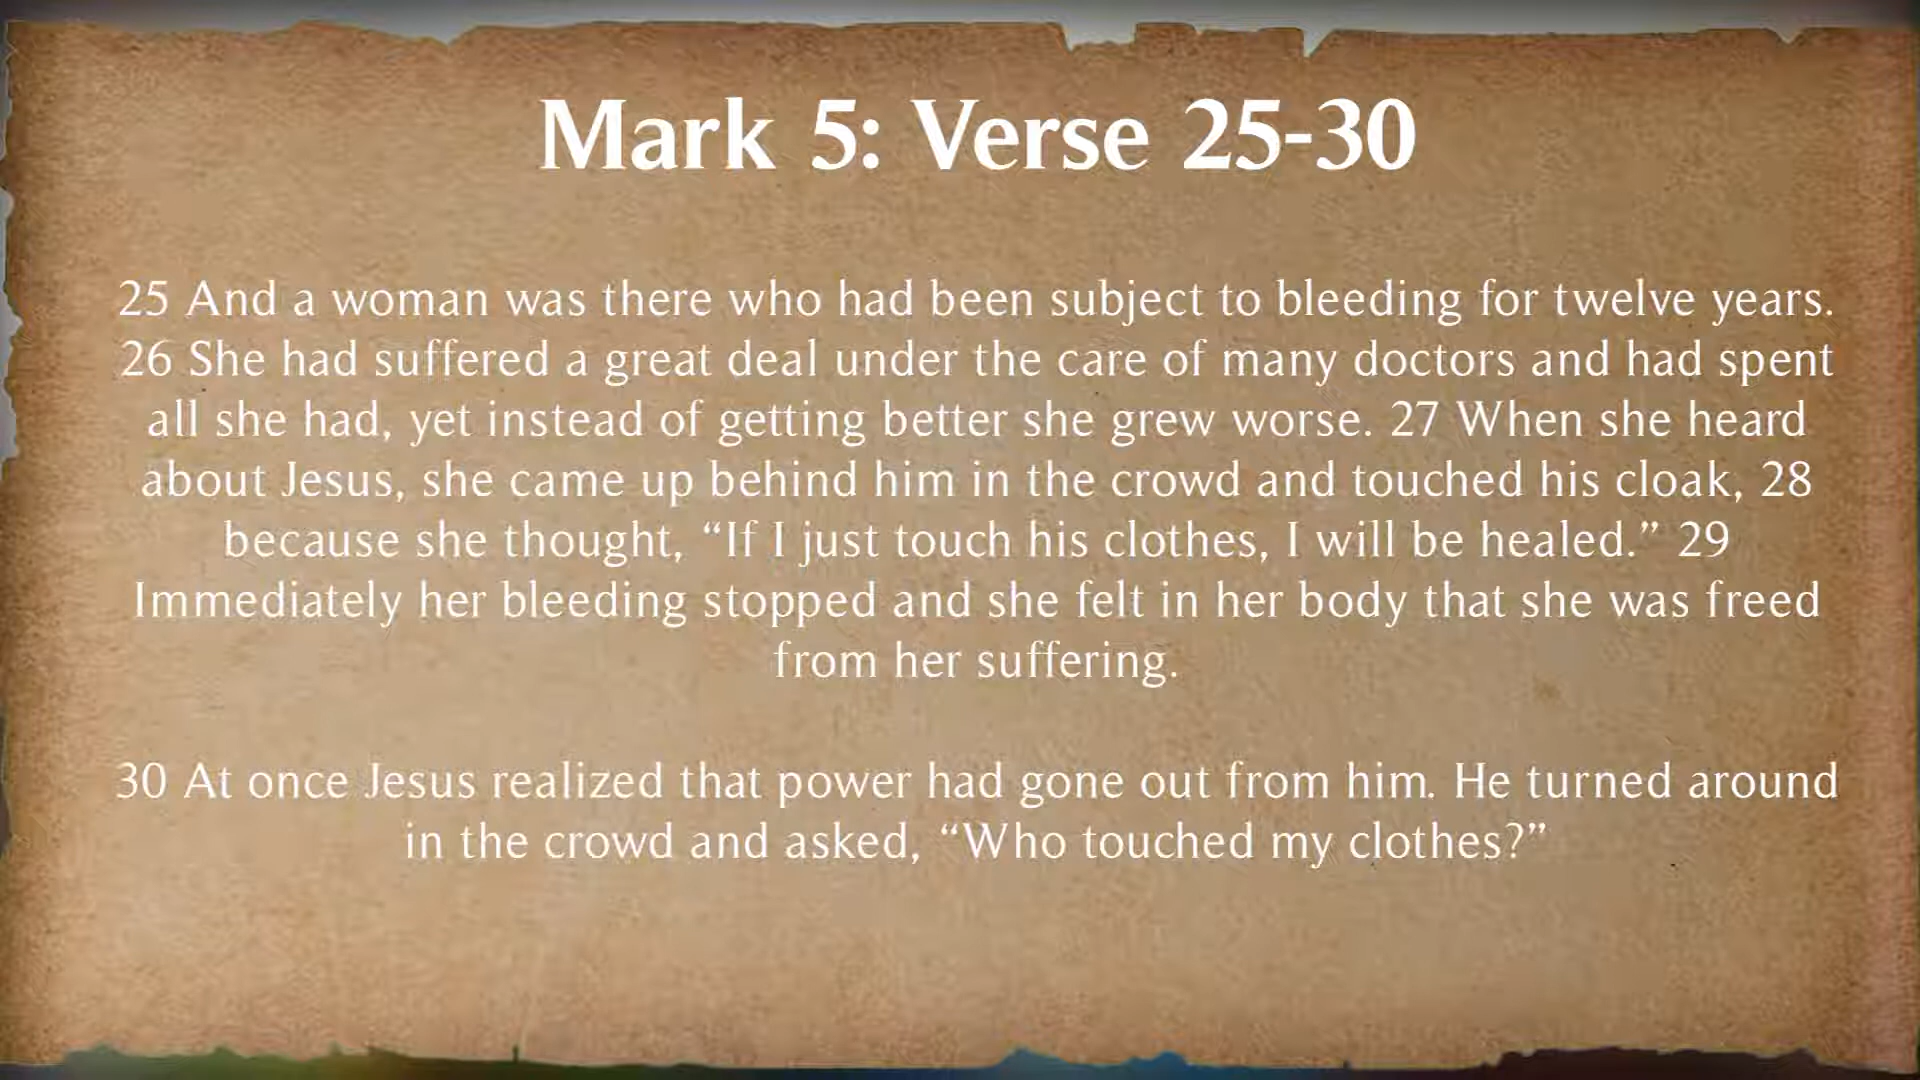 Mark 5: Verse 25-30
25 And a woman was there who had been subject to bleeding for twelve years.
26 She had suffered a great deal under the care of many doctors and had spent
all she had, yet instead of getting better she grew worse. 27 When she heard
about Jesus, she came up behind him in the crowd and touched his cloak, 28
because she thought, “If I just touch his clothes, I will be healed.” 29
Immediately her bleeding stopped and she felt in her body that she was freed
from her suffering.
30 At once Jesus realized that power had gone out from him. He turned around
in the crowd and asked, “Who touched my clothes?”